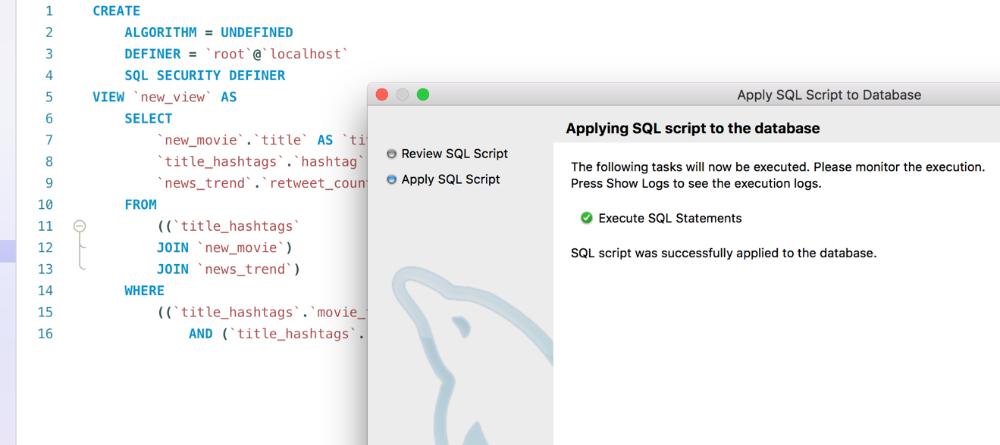 1 CREATE
2 ALGORITHM = UNDEFINED
3 DEFINER = `root`@`localhost`
4 SQL SECURITY DEFINER
5 VIEW `new_view` AS
6 SELECT
7 `new_movie`.`title` AS
8 `title_hashtags`.`hashtag`
9 `news_trend`.
10 FROM
11 ((`title_hashtags`
12 JOIN `new_movie`)
13 JOIN `news_trend`)
14 WHERE
15 ((`title_hashtags`.`movie_
16 AND (`title_hashtags`.
Apply SQL Script to Database
Applying SQL script to the database
Review SQL Script
Apply SQL Script
The following tasks will now be executed. Please monitor the execution.
Press Show Logs to see the execution logs.
Execute SQL Statements
SQL script was successfully applied to the database.